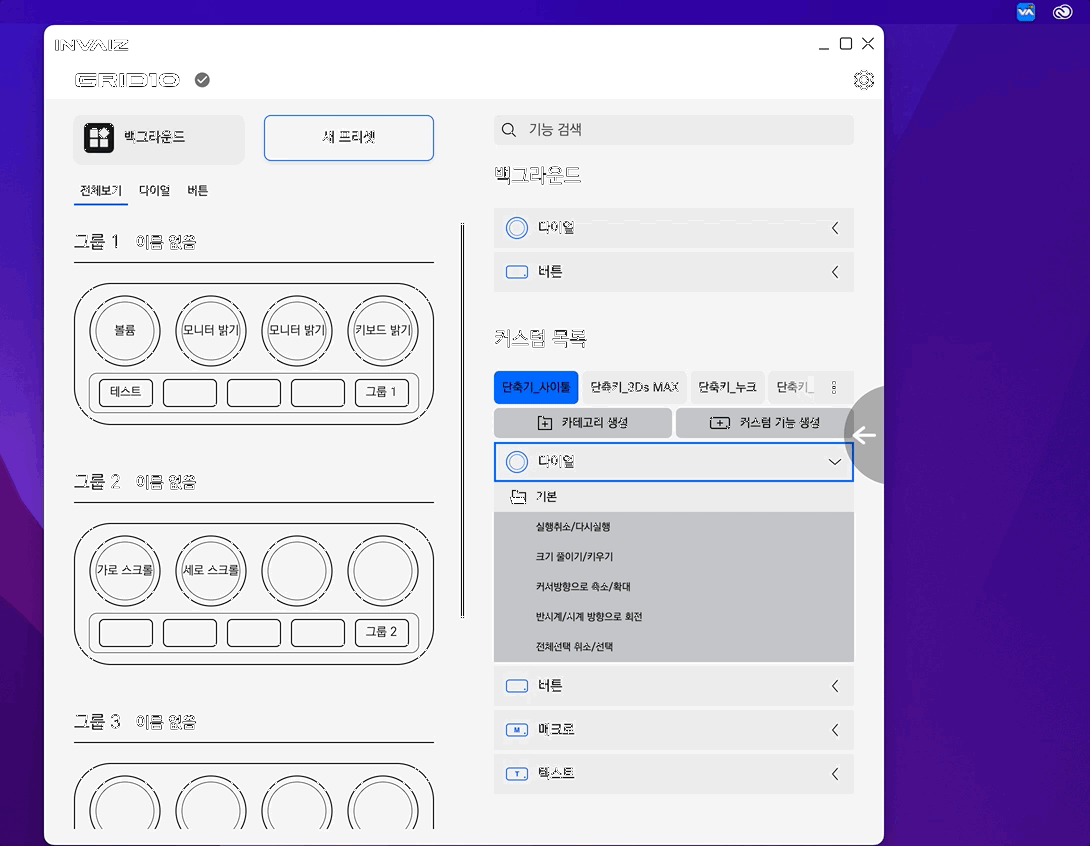 INVAIZ
GRIDIO
백그라운드
새 프리셋
전체보기 다이얼 버튼
그룹 1 이름 없음
볼륨 모니터 밝기 모니터 밝기 키보드 밝기
테스트 그룹 1
그룹 2 이름 없음
가로 스크롤 세로 스크롤
그룹 2
그룹 3 이름 없음
기능 검색
백그라운드
다이얼
버튼
커스텀 목록
단축키_사이툴 단축키_3Ds MAX 단축키_누크 단축키_
카테고리 생성 커스텀 기능 생성
다이얼
기본
실행취소/다시실행
크기 줄이기/키우기
커서방향으로 축소/확대
반시계/시계 방향으로 회전
전체선택 취소/선택
버튼
M 매크로
T 텍스트